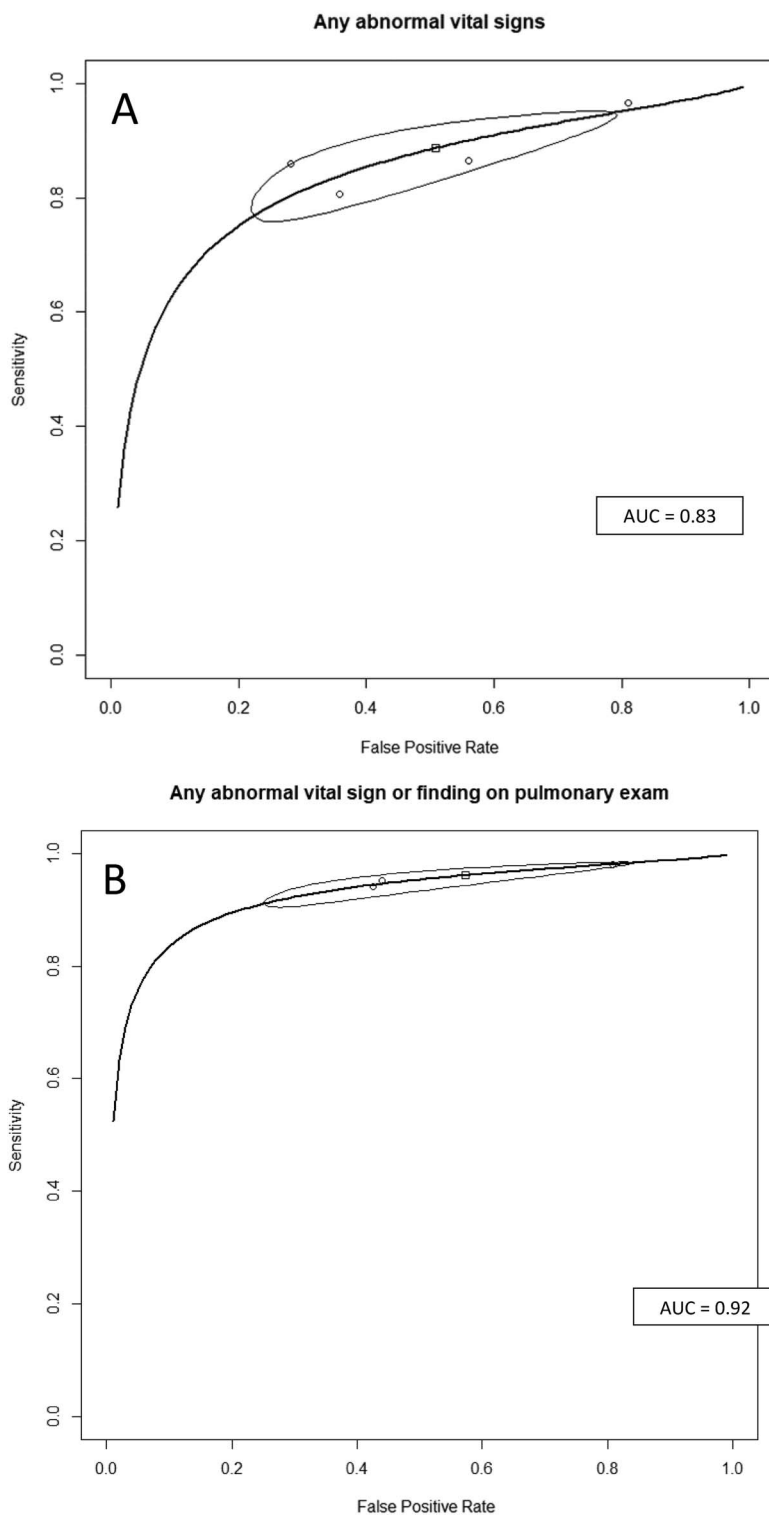 Any abnormal vital signs
A
1.0
0.8
0.6
0.4
0.2
0.0
Sensitivity
AUC = 0.83
0.0 0.2 0.4 0.6 0.8 1.0
False Positive Rate
Any abnormal vital sign or finding on pulmonary exam
B
1.0
0.8
0.6
0.4
0.2
0.0
Sensitivity
AUC = 0.92
0.0 0.2 0.4 0.6 0.8 1.0
False Positive Rate